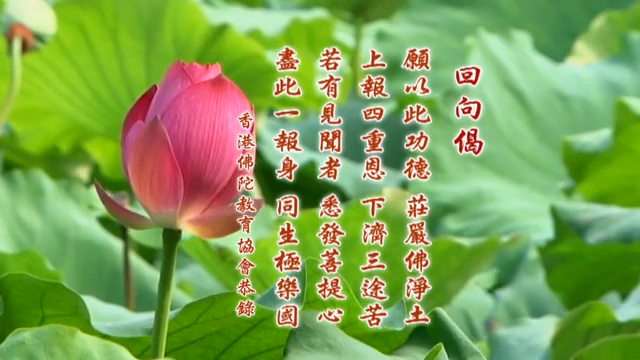 回向偈
願以此功德 莊嚴佛淨土
上報四重恩 下濟三途苦
若有見聞者 悉發菩提心
盡此一報身 同生極樂國
香港佛陀教育協會恭錄